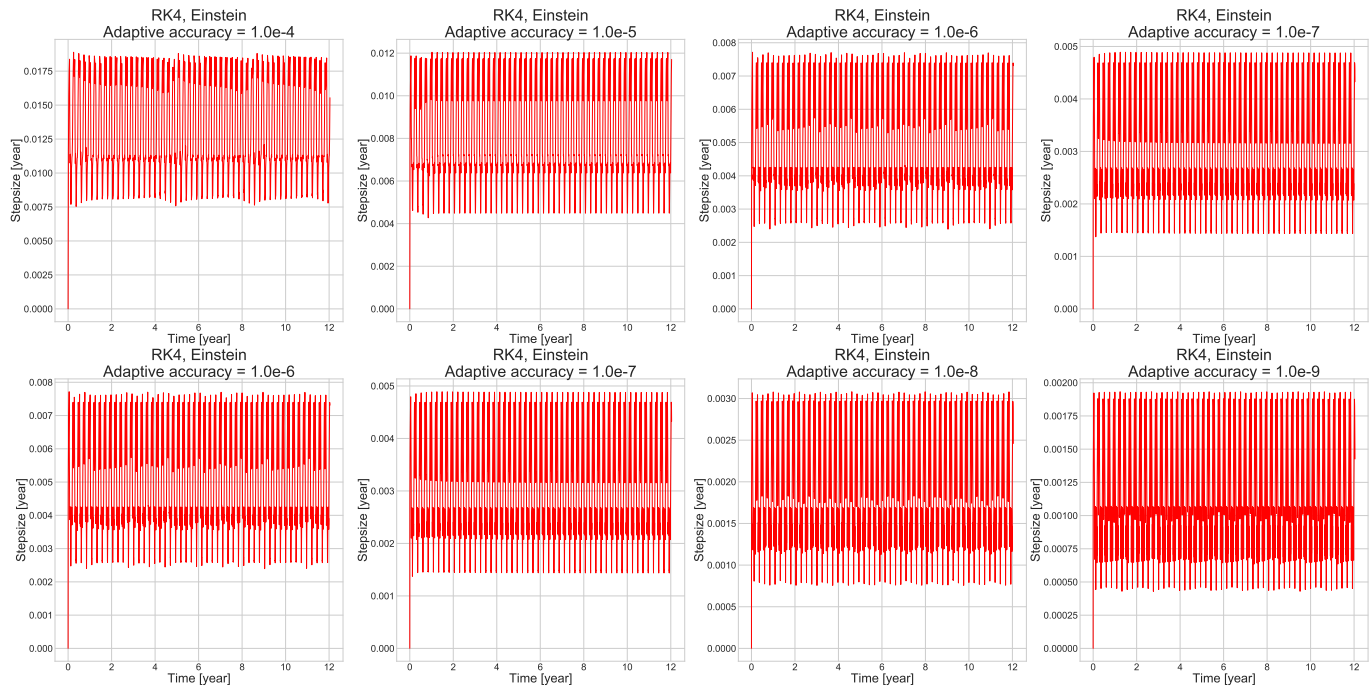 RK4, Einstein
Adaptive accuracy = 1.0e-4
Stepsize [year]
0.0175
0.0150
0.0125
0.0100
0.0075
0.0050
0.0025
0.0000
0 2 4 6 8 10 12
Time [year]
RK4, Einstein
Adaptive accuracy = 1.0e-5
Stepsize [year]
0.012
0.010
0.008
0.006
0.004
0.002
0.000
0 2 4 6 8 10 12
Time [year]
RK4, Einstein
Adaptive accuracy = 1.0e-6
Stepsize [year]
0.008
0.007
0.006
0.005
0.004
0.003
0.002
0.001
0.000
0 2 4 6 8 10 12
Time [year]
RK4, Einstein
Adaptive accuracy = 1.0e-7
Stepsize [year]
0.005
0.004
0.003
0.002
0.001
0.000
0 2 4 6 8 10 12
Time [year]
RK4, Einstein
Adaptive accuracy = 1.0e-6
Stepsize [year]
0.008
0.007
0.006
0.005
0.004
0.003
0.002
0.001
0.000
0 2 4 6 8 10 12
Time [year]
RK4, Einstein
Adaptive accuracy = 1.0e-7
Stepsize [year]
0.005
0.004
0.003
0.002
0.001
0.000
0 2 4 6 8 10 12
Time [year]
RK4, Einstein
Adaptive accuracy = 1.0e-8
Stepsize [year]
0.0030
0.0025
0.0020
0.0015
0.0010
0.0005
0.0000
0 2 4 6 8 10 12
Time [year]
RK4, Einstein
Adaptive accuracy = 1.0e-9
Stepsize [year]
0.00200
0.00175
0.00150
0.00125
0.00100
0.00075
0.00050
0.00025
0.00000
0 2 4 6 8 10 12
Time [year]